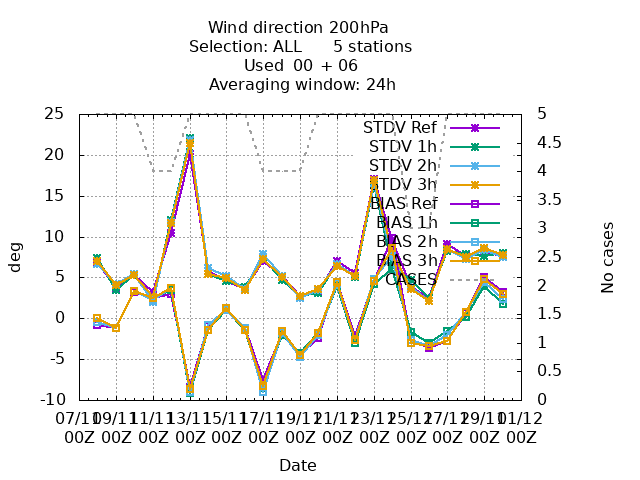 Wind direction 200hPa
Selection: ALL 5 stations
Used 00 + 06
Averaging window: 24h
25
20
15
10
5
0
-5
-10
deg
5
4.5
4
3.5
3
2.5
2
1.5
1
0.5
0
No cases
STDV Ref
STDV 1h
STDV 2h
STDV 3h
BIAS Ref
BIAS 1h
BIAS 2h
BIAS 3h
CASES
07/11 09/11 11/11 13/11 15/11 17/11 19/11 21/11 23/11 25/11 27/11 29/11 01/12
00Z 00Z 00Z 00Z 00Z 00Z 00Z 00Z 00Z 00Z 00Z 00Z 00Z
Date